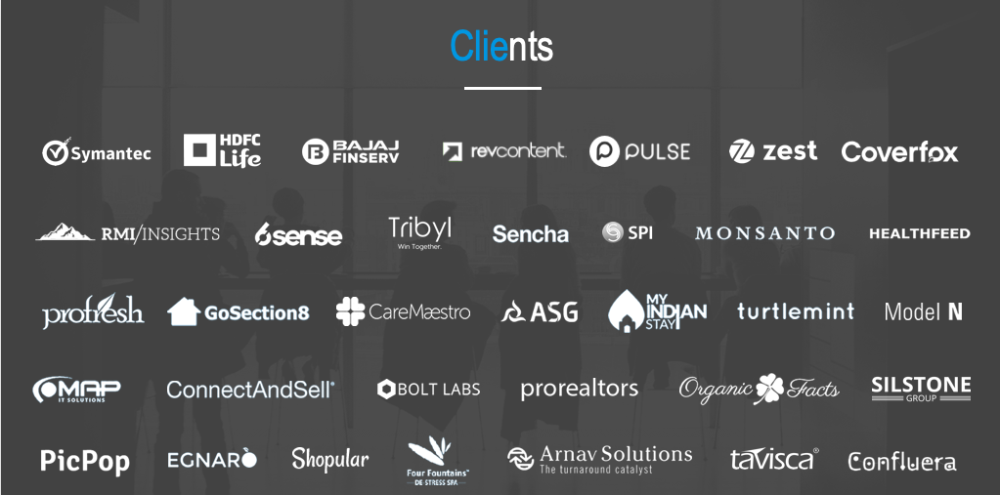 Clients
Symantec
HDFC
Life
BAJAJ
FINSERV
revcontent
PULSE
zest
Coverfox
RMI/INSIGHTS
6sense
Tribyl
Win Together.
Sencha
SPI
MONSANTO
HEALTHFEED
profresh
GoSection8
CareMæstro
ASG
MY
INDIAN
STAY
turtlemint
Model N
MAP
IT SOLUTIONS
ConnectAndSell®
BOLT LABS
prorealtors
Organic Facts
SILSTONE
GROUP
PicPop
EGNARO
Shopular
Four Fountains™
DE-STRESS SPA
Arnav Solutions
The turnaround catalyst
taVisca®
Confluera